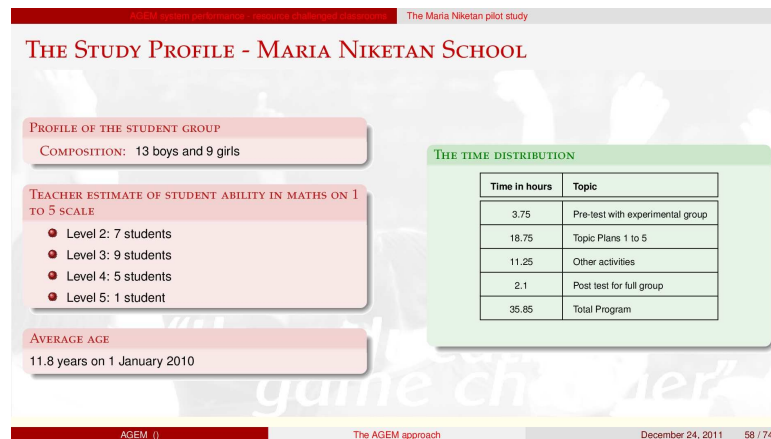 AGEM system performance - resource challenged classrooms
The Maria Niketan pilot study
The Study Profile - Maria Niketan School
Profile of the student group
Composition: 13 boys and 9 girls
Teacher estimate of student ability in maths on 1
to 5 scale
Level 2: 7 students
Level 3: 9 students
Level 4: 5 students
Level 5: 1 student
Average age
11.8 years on 1 January 2010
The time distribution
Time in hours Topic
3.75 Pre-test with experimental group
18.75 Topic Plans 1 to 5
11.25 Other activities
2.1 Post test for full group
35.85 Total Program
game changer
AGEM ()
The AGEM approach
December 24, 2011
58 / 74